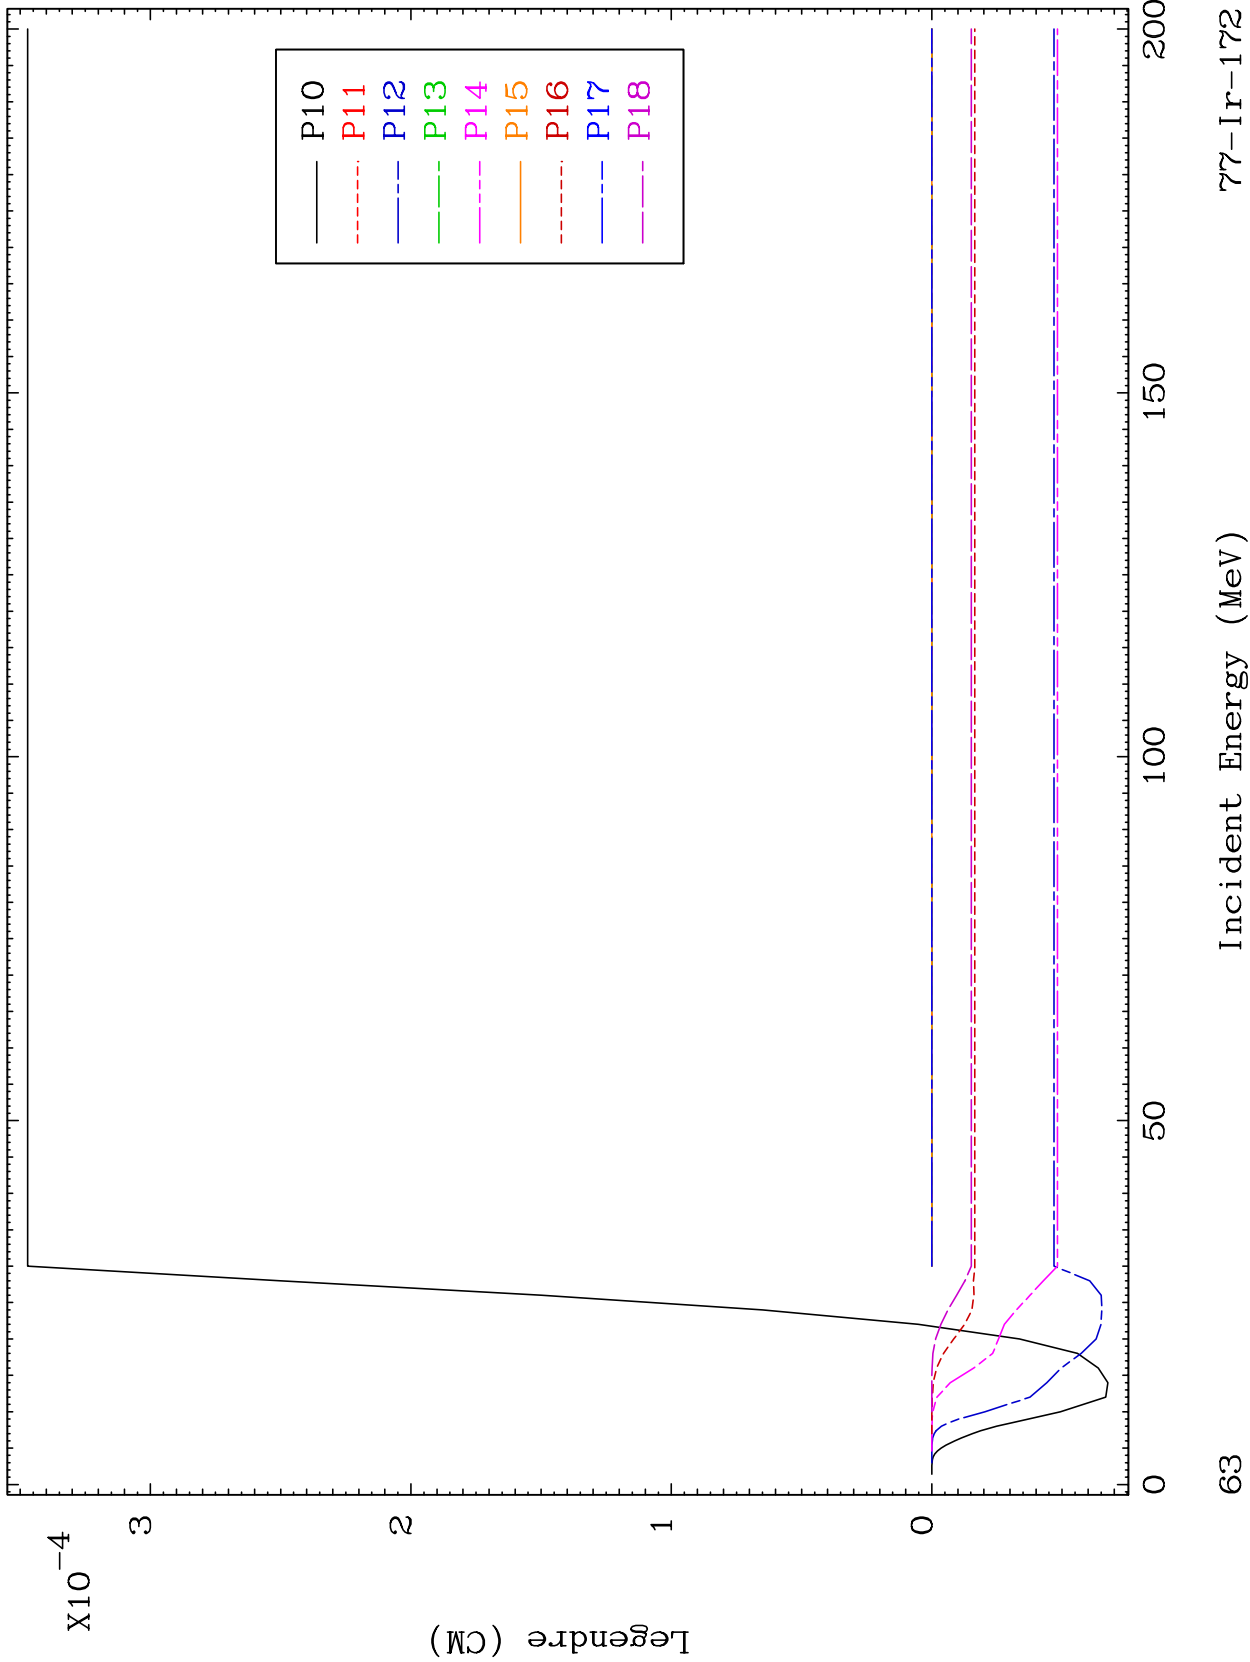 X10-4
3
2
1
0
Legendre (CM)
P10
P11
P12
P13
P14
P15
P16
P17
P18
0
50
100
150
200
63
Incident Energy (MeV)
77-Ir-172